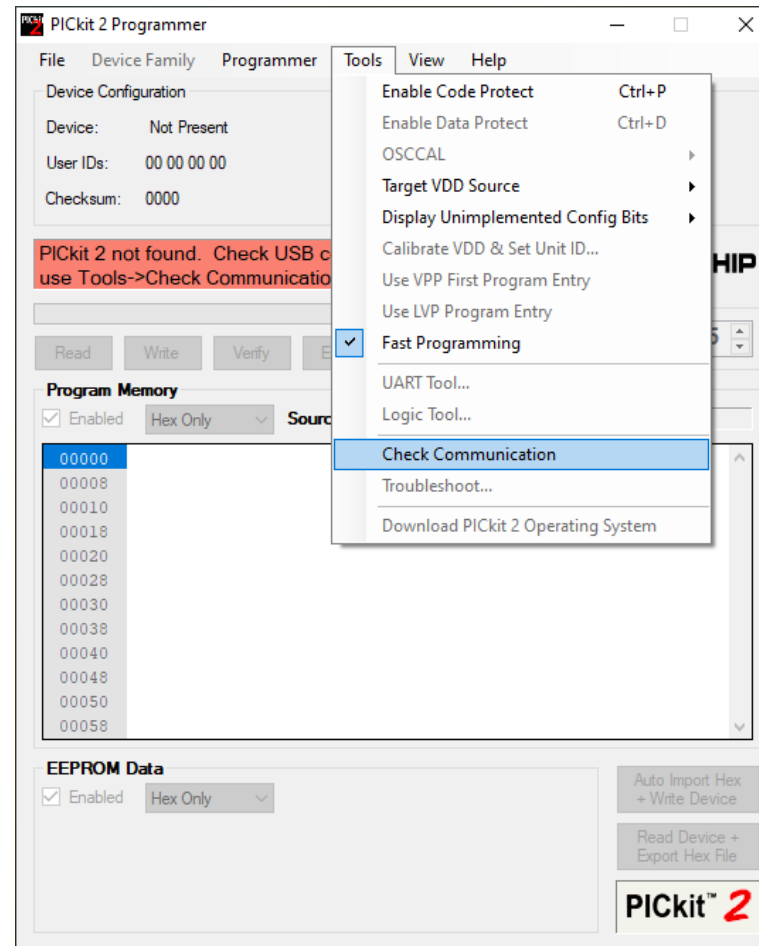 PICkit 2 Programmer
File Device Family Programmer Tools View Help
Device Configuration
Device: Not Present
User IDs: 00 00 00 00
Checksum: 0000
PICkit 2 not found. Check USB c
use Tools->Check Communicatio
HIP
Read Write Verify E
5
Enable Code Protect Ctrl+P
Enable Data Protect Ctrl+D
OSCCAL
Target VDD Source
Display Unimplemented Config Bits
Calibrate VDD & Set Unit ID...
Use VPP First Program Entry
Use LVP Program Entry
Fast Programming
UART Tool...
Logic Tool...
Check Communication
Troubleshoot...
Download PICkit 2 Operating System
Program Memory
Enabled Hex Only Sourc
00000
00008
00010
00018
00020
00028
00030
00038
00040
00048
00050
00058
EEPROM Data
Enabled Hex Only
Auto Import Hex
+ Write Device
Read Device +
Export Hex File
PICkit™ 2